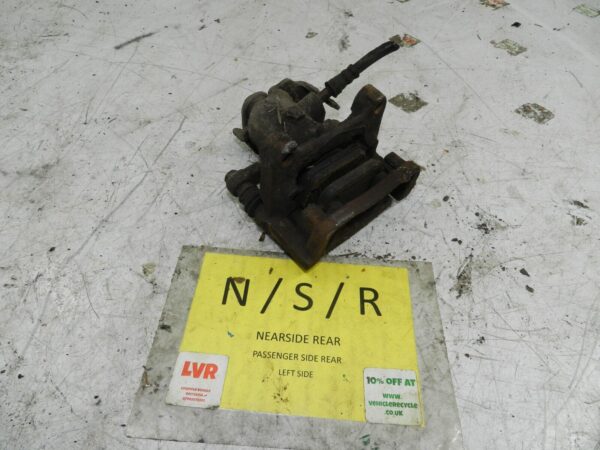 N/S/R
NEARSIDE REAR
PASSENGER SIDE REAR
LEFT SIDE
LVR
10% OFF AT
WWW.
VEHICLERECYCLE
CO.UK